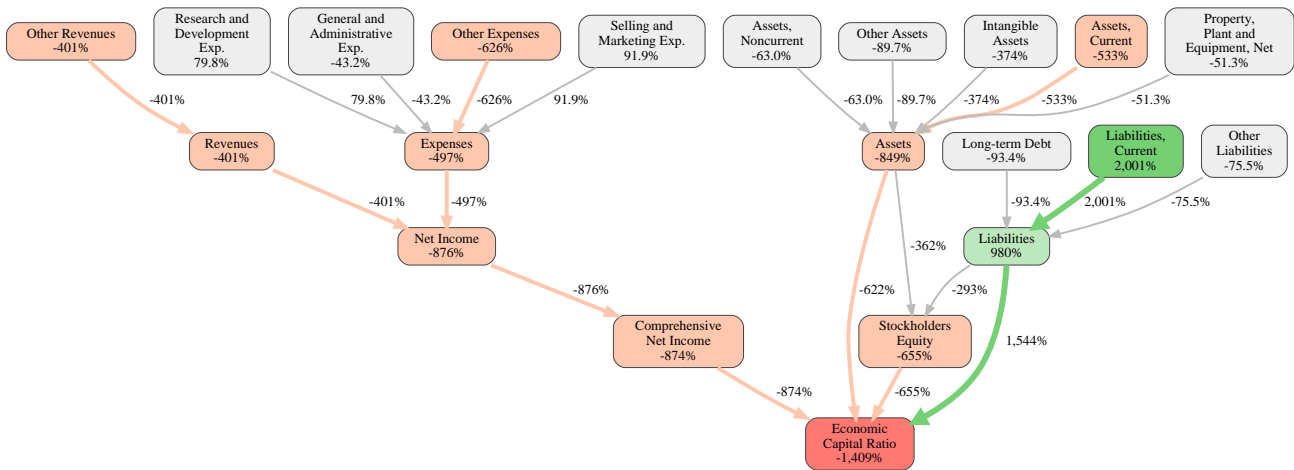 Other Revenues
-401%
Research and
Development
Exp.
79.8%
General and
Administrative
Exp.
-43.2%
Other Expenses
-626%
Selling and
Marketing Exp.
91.9%
Assets,
Noncurrent
-63.0%
Other Assets
-89.7%
Intangible
Assets
-374%
Assets,
Current
-533%
Property,
Plant and
Equipment, Net
-51.3%
-401%
79.8%
-43.2%
-626%
91.9%
-63.0%
-89.7%
-374%
-533%
-51.3%
Revenues
-401%
Expenses
-497%
Assets
-849%
Long-term Debt
-93.4%
Liabilities,
Current
2,001%
Other
Liabilities
-75.5%
-401%
-497%
-93.4%
2,001%
-75.5%
Net Income
-876%
-362%
Liabilities
980%
-876%
-622%
-293%
Comprehensive
Net Income
-874%
Stockholders
Equity
-655%
1,544%
-874%
-655%
Economic
Capital Ratio
-1,409%